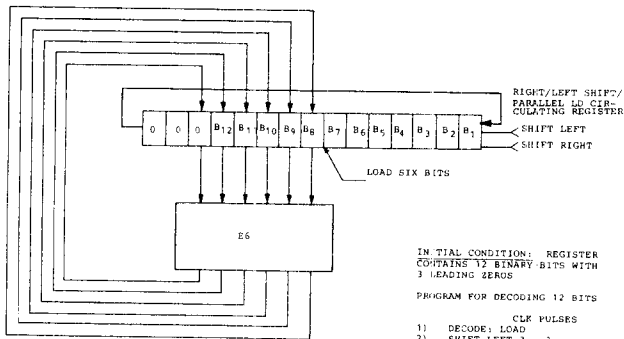 RIGHT/LEFT SHIFT/
PARALLEL LD CIR-
CULATING REGISTER
SHIFT LEFT
SHIFT RIGHT
0 0 0 B12 B11 B10 B9 B8 B7 B6 B5 B4 B3 B2 B1
LOAD SIX BITS
E6
INITIAL CONDITION: REGISTER
CONTAINS 12 BINARY BITS WITH
3 LEADING ZEROS
PROGRAM FOR DECODING 12 BITS
CLK PULSES
1) DECODE: LOAD
2) SHIFT LEFT